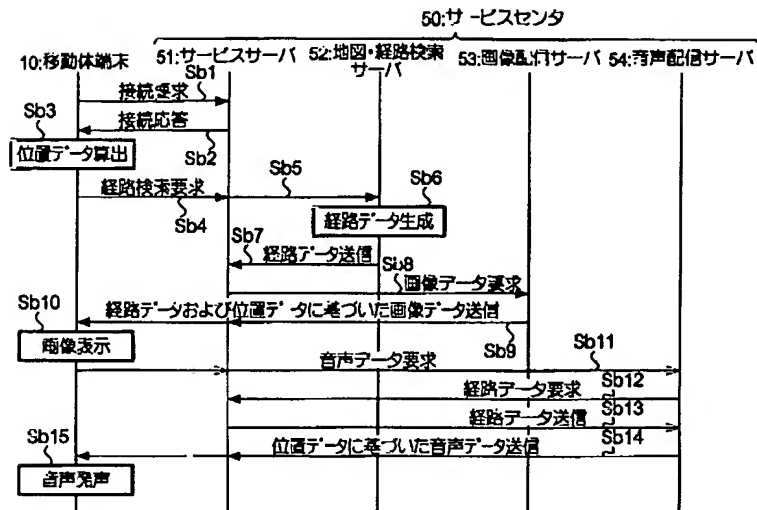 50:サービスセンタ
10:移動体端末
51:サービスサーバ
52:地図・経路検索
サーバ
53:画像配信サーバ
54:音声配信サーバ
Sb1
接続要求
Sb3
接続応答
位置データ算出
Sb2
Sb5
Sb6
経路検索要求
Sb4
経路データ生成
Sb7
経路データ送信
Sb8
画像データ要求
Sb10
経路データおよび位置データに基づいた画像データ送信
Sb9
画像表示
Sb11
音声データ要求
Sb12
経路データ要求
Sb13
経路データ送信
Sb15
Sb14
位置データに基づいた音声データ送信
音声発声